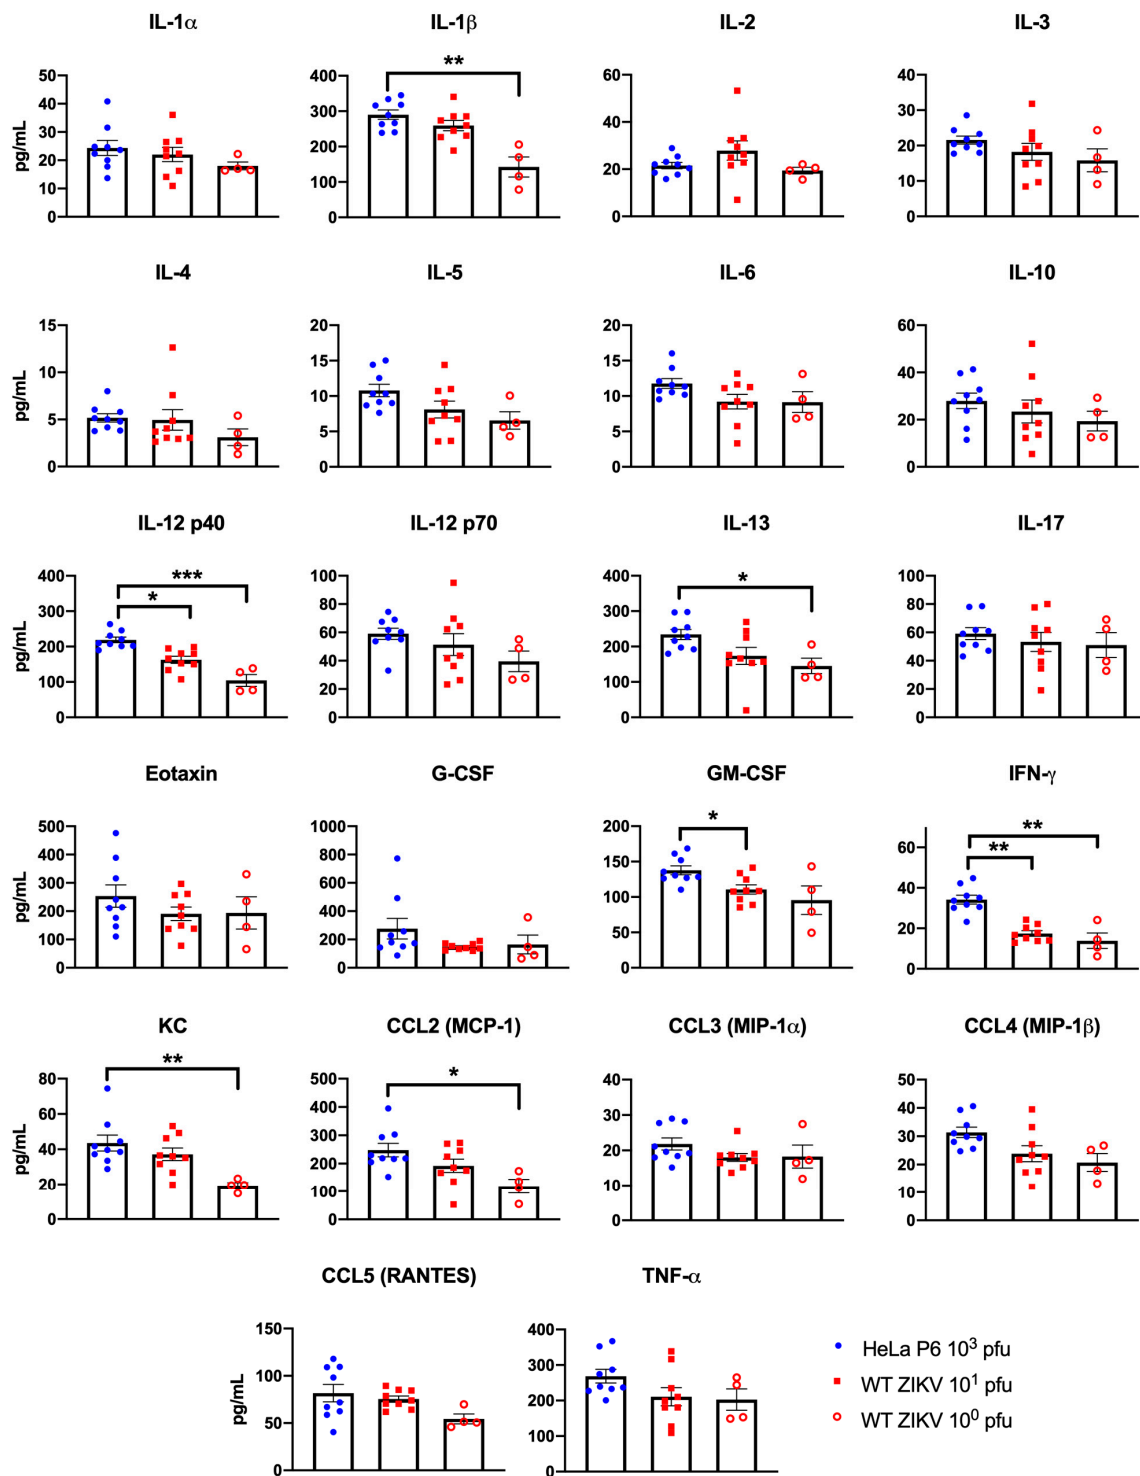 IL-1α IL-1β IL-2 IL-3
** 
pg/mL
50 40 30 20 10 0
400 300 200 100 0
60 40 20 0
40 30 20 10 0
IL-4 IL-5 IL-6 IL-10
pg/mL
15 10 5 0
20 15 10 5 0
20 15 10 5 0
60 40 20 0
IL-12 p40 IL-12 p70 IL-13 IL-17
*** * *
pg/mL
400 300 200 100 0
100 80 60 40 20 0
400 300 200 100 0
100 80 60 40 20 0
Eotaxin G-CSF GM-CSF IFN-γ
* ** **
pg/mL
500 400 300 200 100 0
1000 800 600 400 200 0
150 100 50 0
60 40 20 0
KC CCL2 (MCP-1) CCL3 (MIP-1α) CCL4 (MIP-1β)
** *
pg/mL
80 60 40 20 0
500 400 300 200 100 0
40 30 20 10 0
50 40 30 20 10 0
CCL5 (RANTES) TNF-α
pg/mL
150 100 50 0
400 300 200 100 0
HeLa P6 10³ pfu
WT ZIKV 10¹ pfu
WT ZIKV 10⁰ pfu